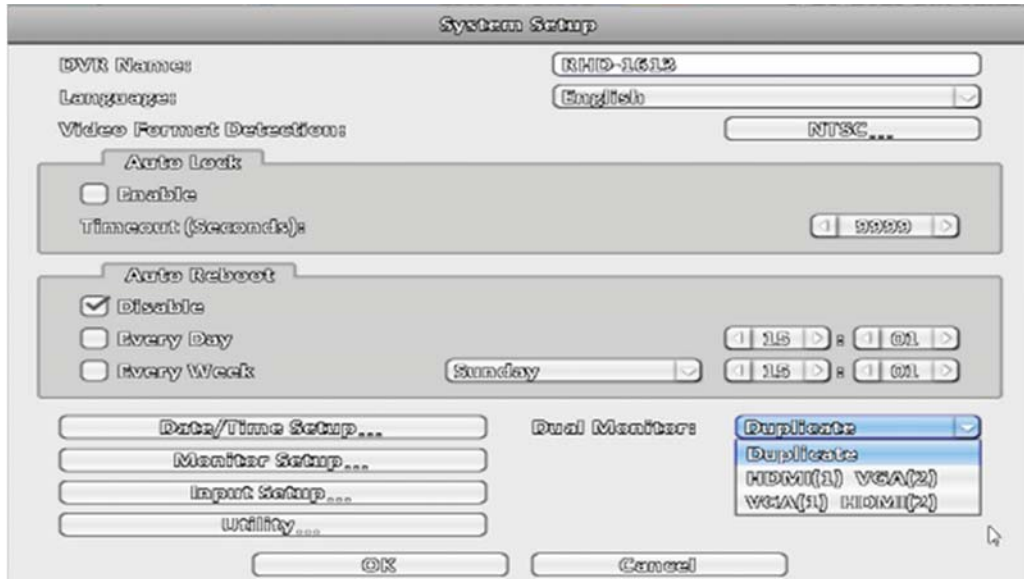 System Setup
DVR Name: RHD-1613
Language: English
Video Format Detection: NTSC...
Auto Lock
Enable
Timeout (Seconds): 9999
Auto Reboot
Disable
Every Day 15 : 01
Every Week Sunday 15 : 01
Date/Time Setup... Dual Monitor: Duplicate
Monitor Setup... Duplicate
HDMI(1) VGA(2)
Input Setup... VGA(1) HDMI(2)
Utility...
OK Cancel